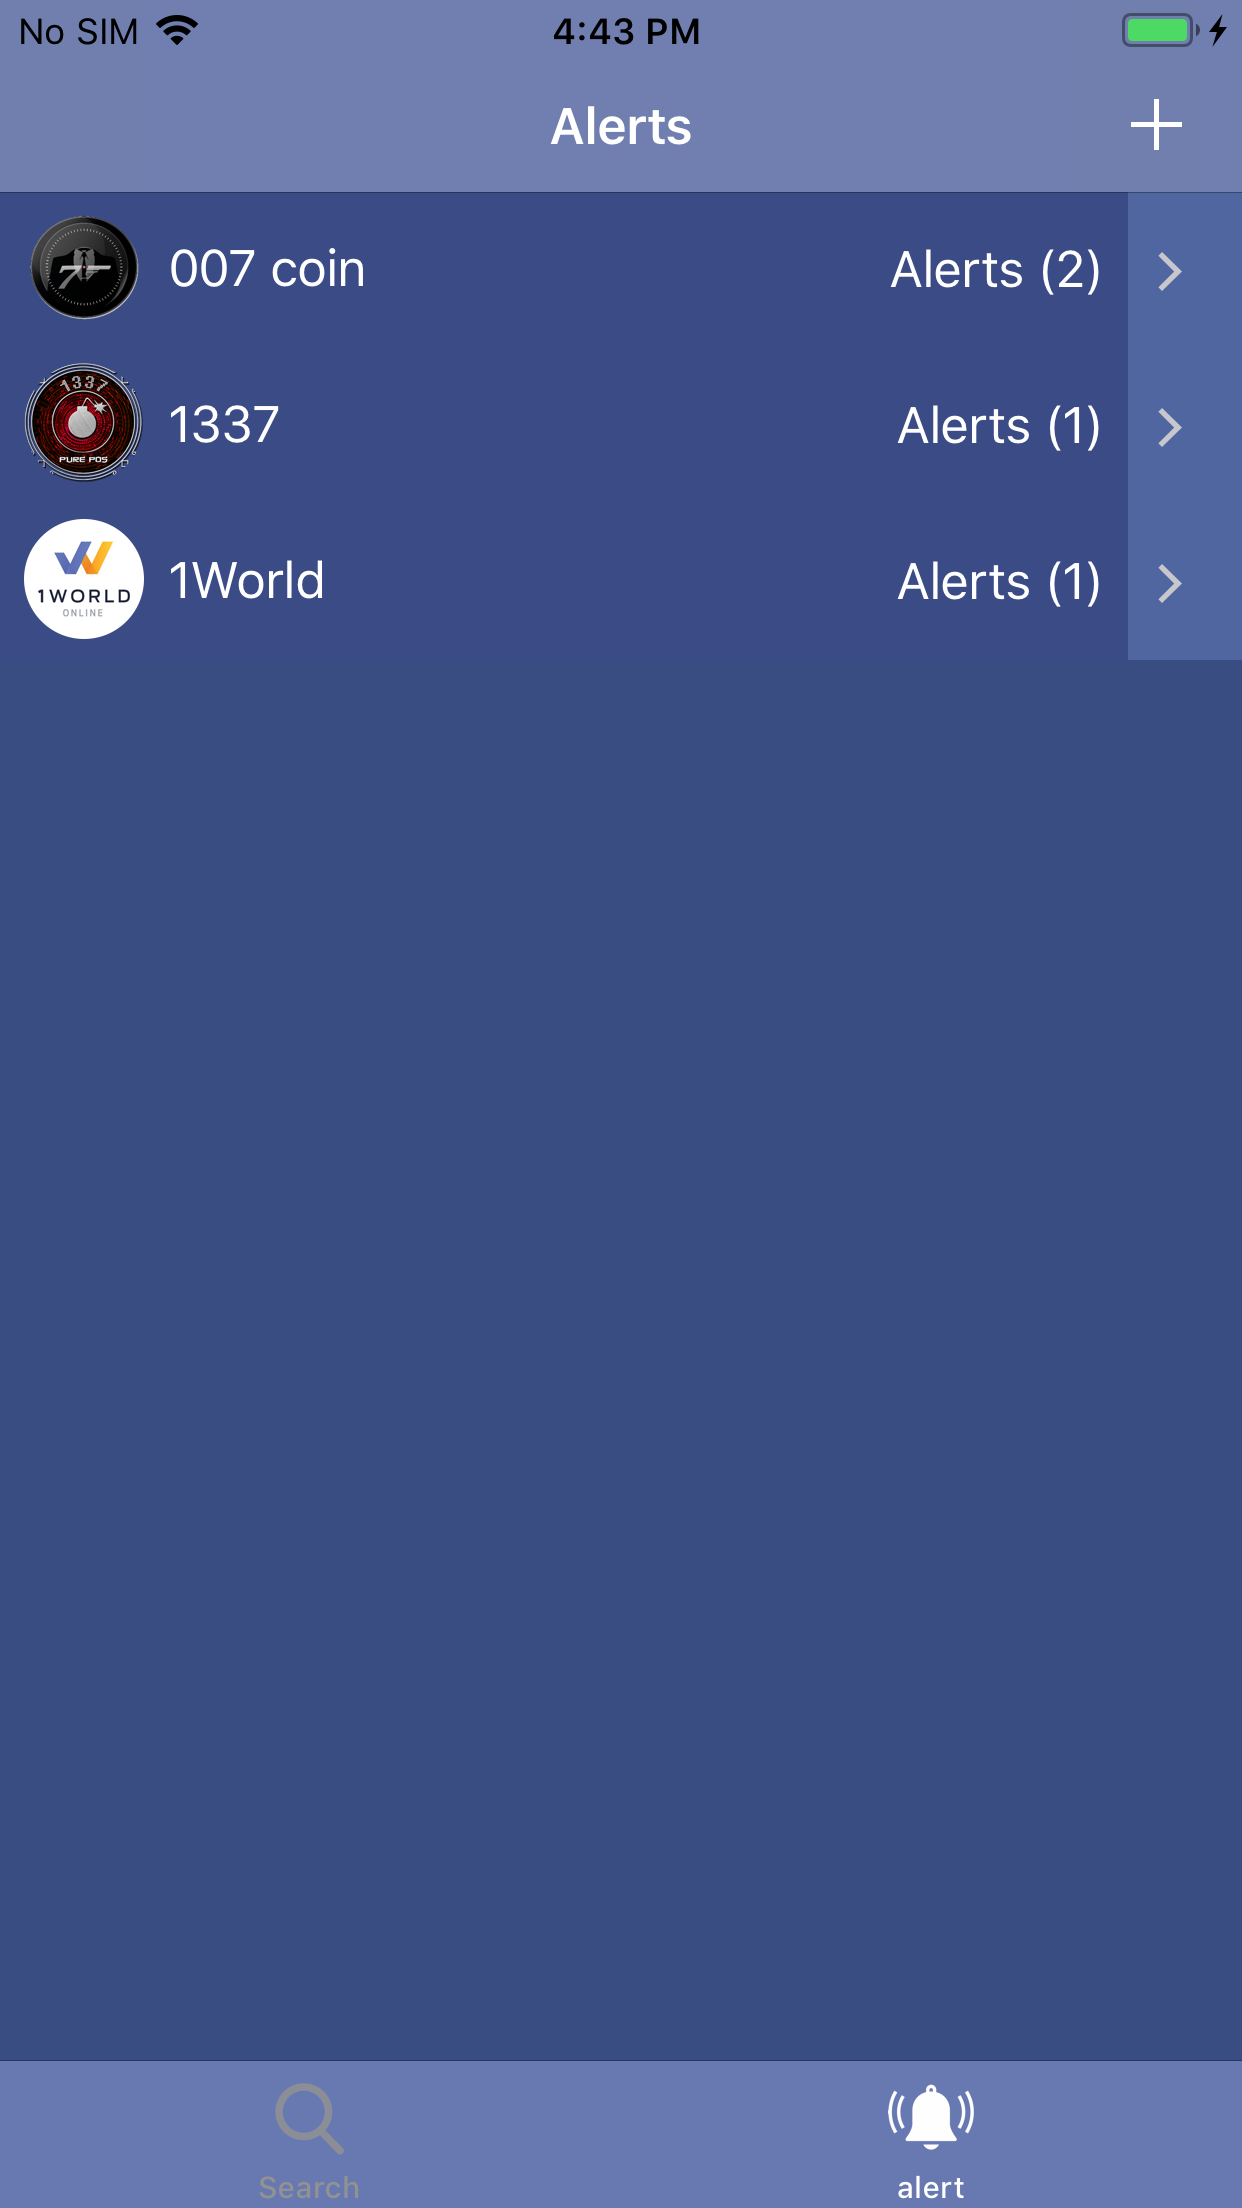 No SIM 4:43 PM
Alerts
007 coin Alerts (2)
1337
PURE POS
1337 Alerts (1)
1WORLD
ONLINE
1World Alerts (1)
Search alert